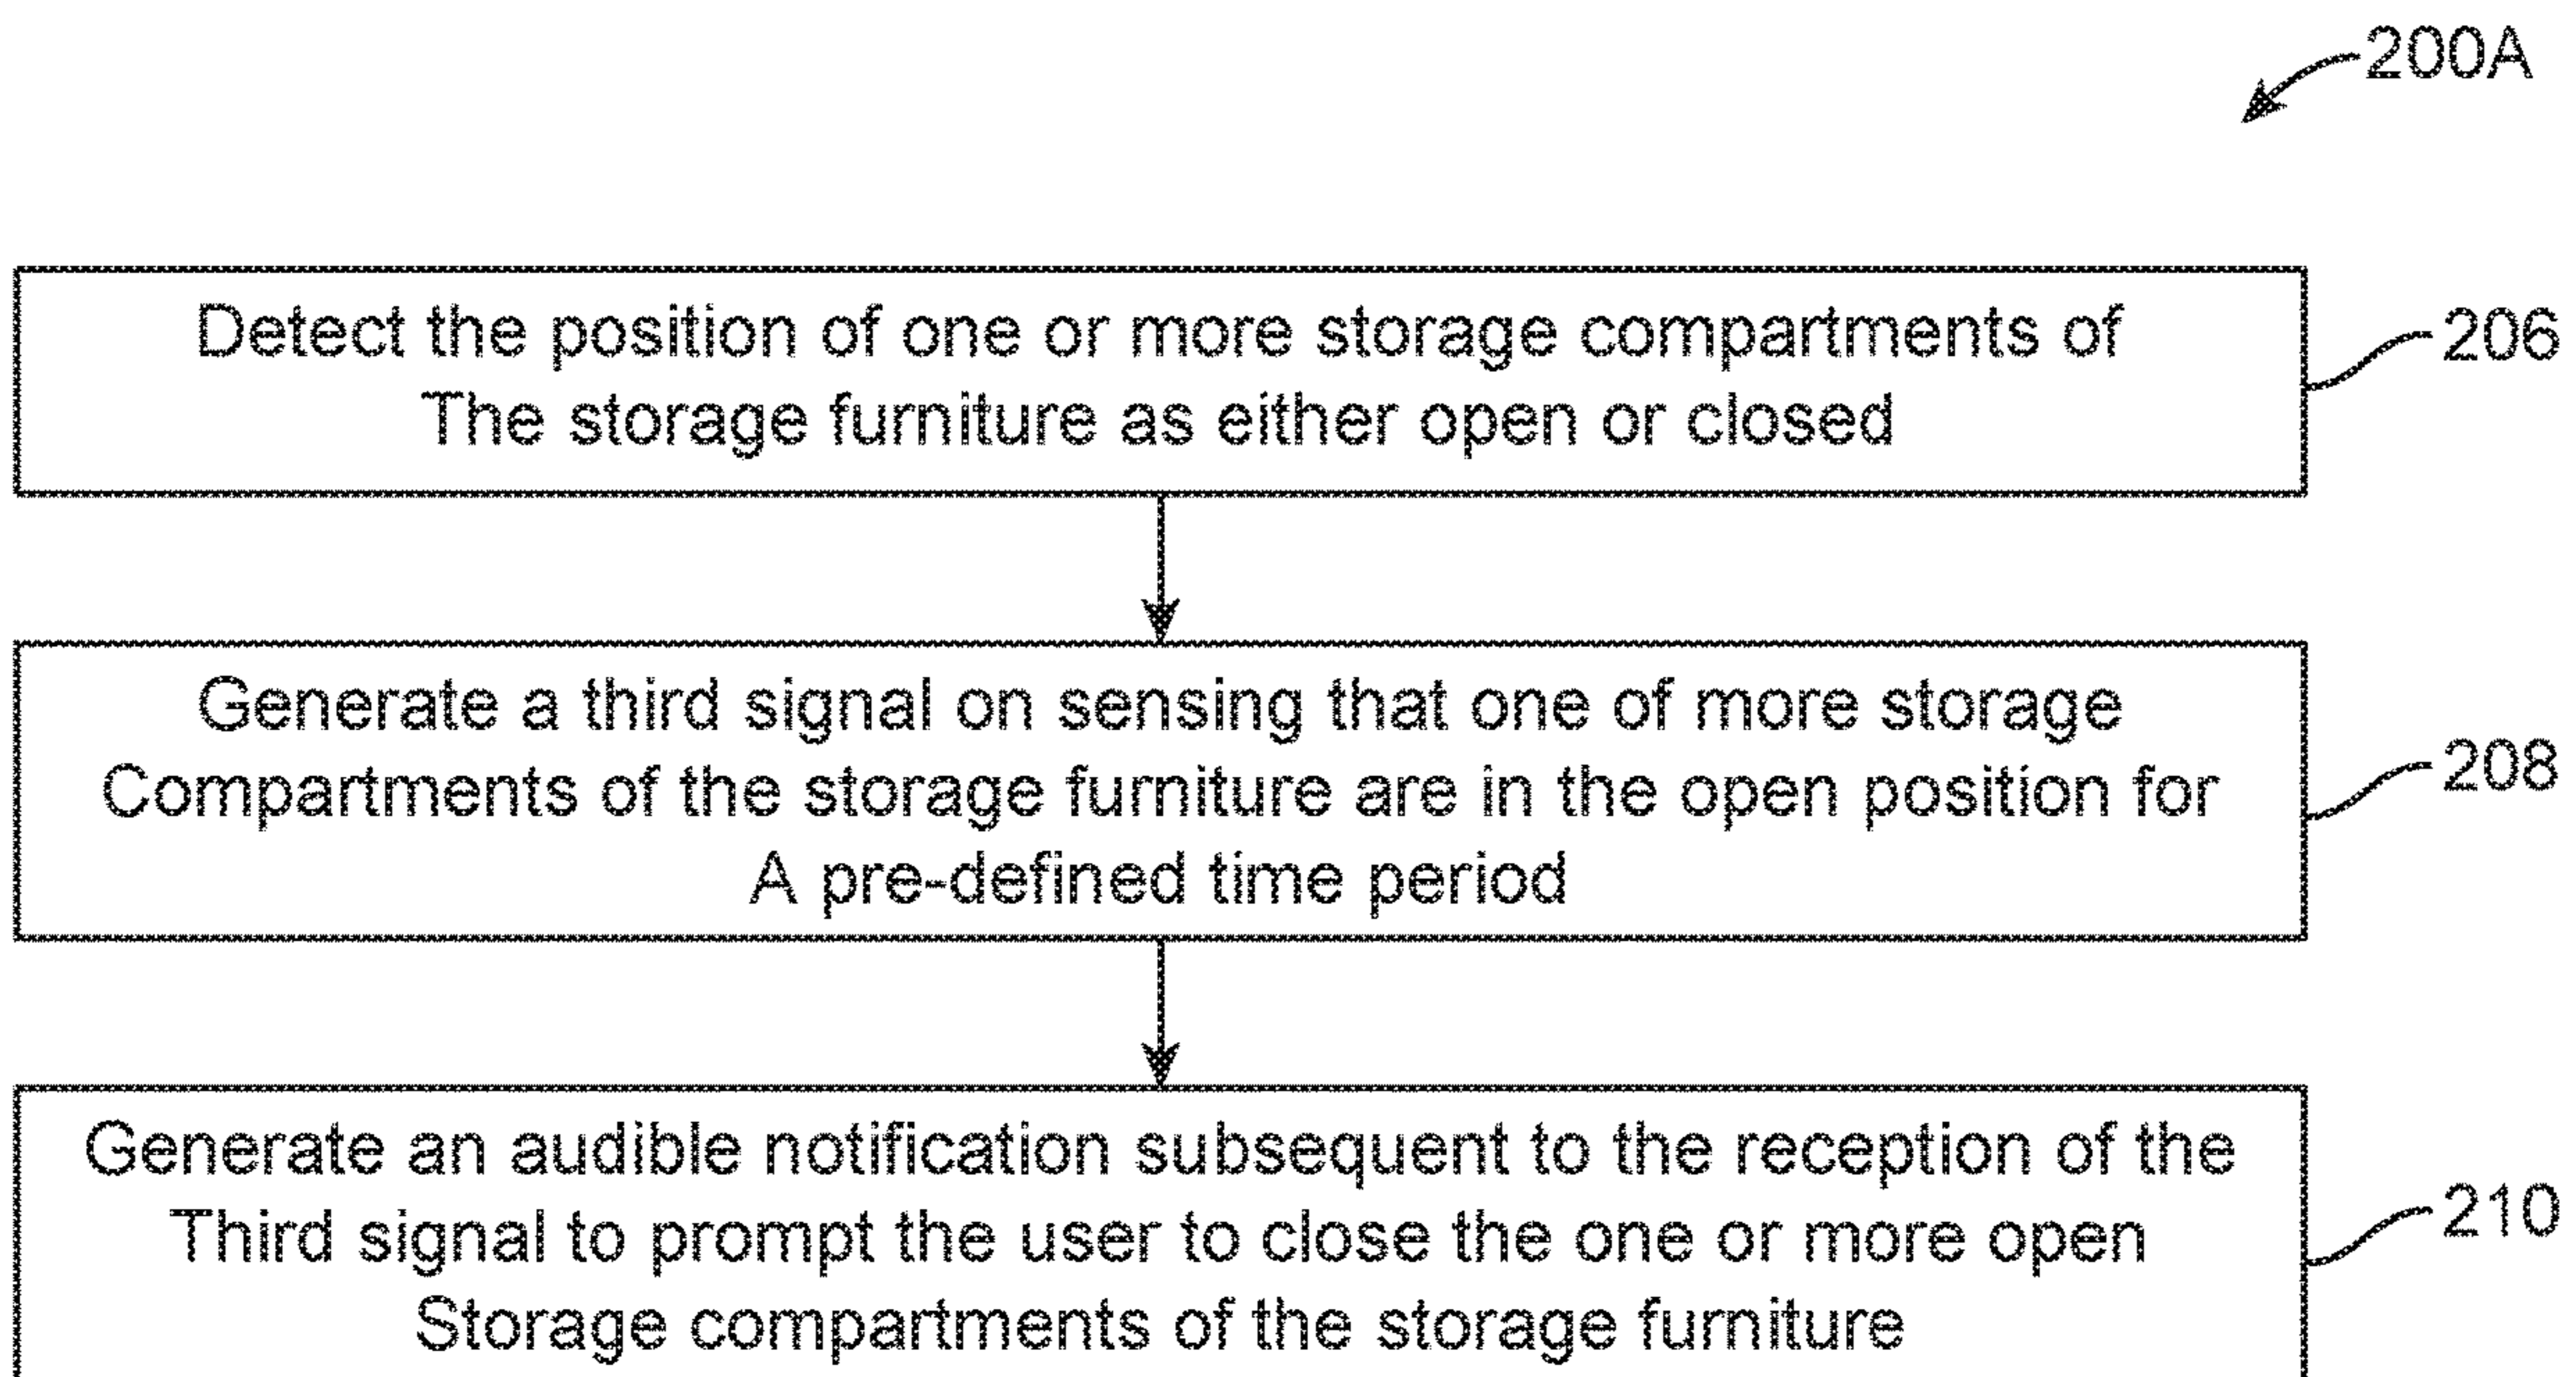 200A
Detect the position of one or more storage compartments of
The storage furniture as either open or closed
206
Generate a third signal on sensing that one of more storage
Compartments of the storage furniture are in the open position for
A pre-defined time period
208
Generate an audible notification subsequent to the reception of the
Third signal to prompt the user to close the one or more open
Storage compartments of the storage furniture
210